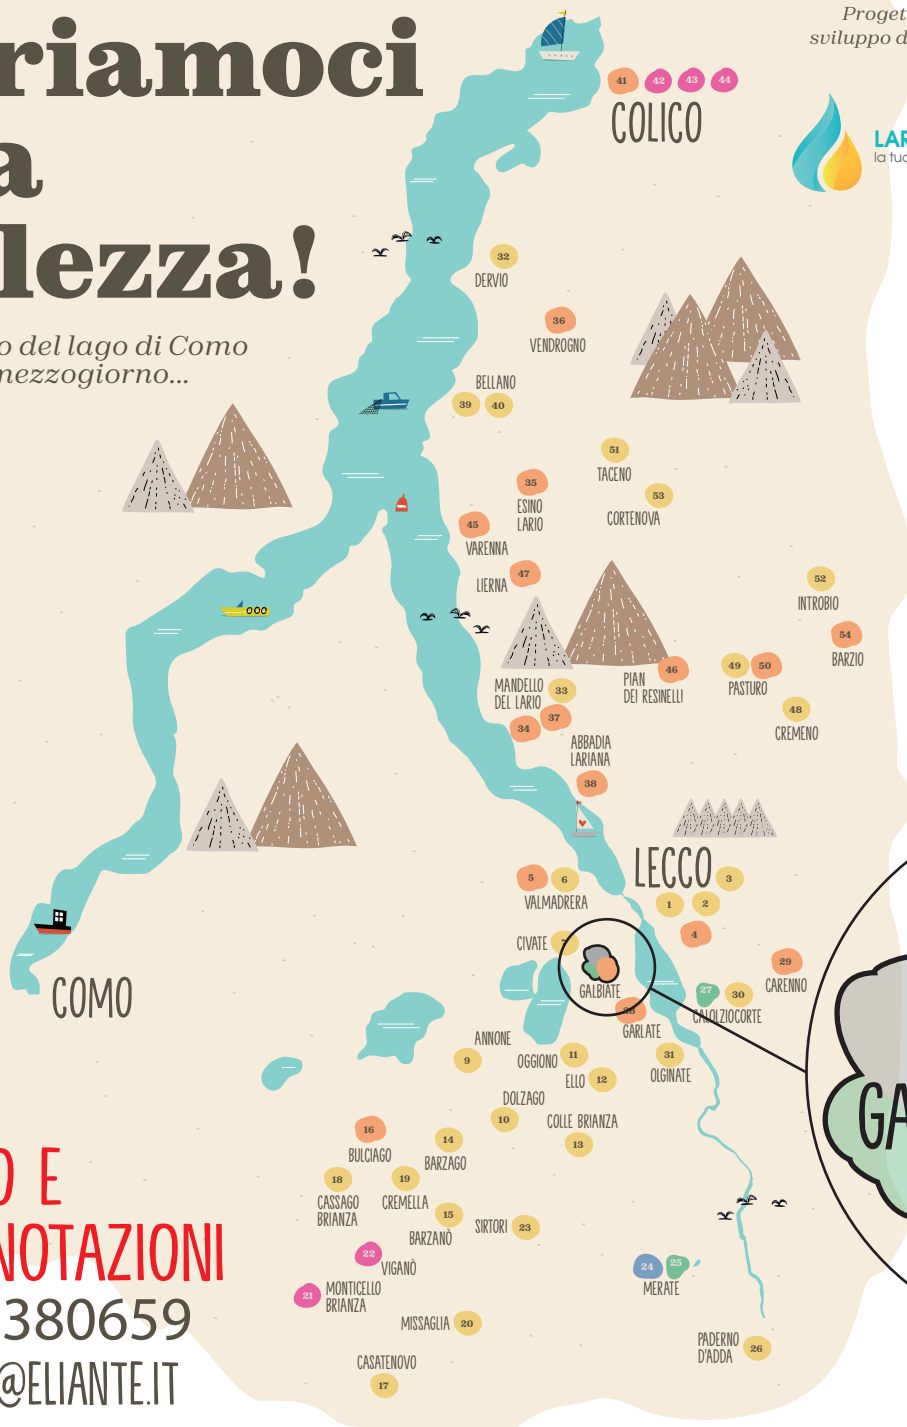 riamoci
a
lezza!
o del lago di Como
mezzogiorno...
Proget
sviluppo d
LAR
la tuc
41 42 43 44
COLICO
32
DERVIO
36
VENDROGNO
BELLANO
39 40
51
TACENO
35
ESINO
LARIO
53
CORTENOVA
45
VARENNA
47
LIERNA
52
INTROBIO
54
BARZIO
46
PIAN
DEI RESINELLI
49 50
PASTURO
48
CREMENO
MANDELLO
DEL LARIO
33
34 37
ABBADIA
LARIANA
38
LECCO
3
1 2
4
5 6
VALMADRERA
CIVATE
GALBIATE
29
CARENNO
27 30
CALOLZIOCORTE
GARLATE
COMO
ANNONE
9
OGGIONO 11
31
OLGINATE
ELLO 12
DOLZAGO
10
COLLE BRIANZA
13
GA
16
BULCIAGO
14
BARZAGO
18
CASSAGO
BRIANZA
19
CREMELLA
15
BARZANÒ
SIRTORI 23
22
VIGANÒ
21
MONTICELLO
BRIANZA
24 25
MERATE
MISSAGLIA 20
PADERNO
D'ADDA
26
CASATENOVO
17
O E
NOTAZIONI
380659
@ELIANTE.IT